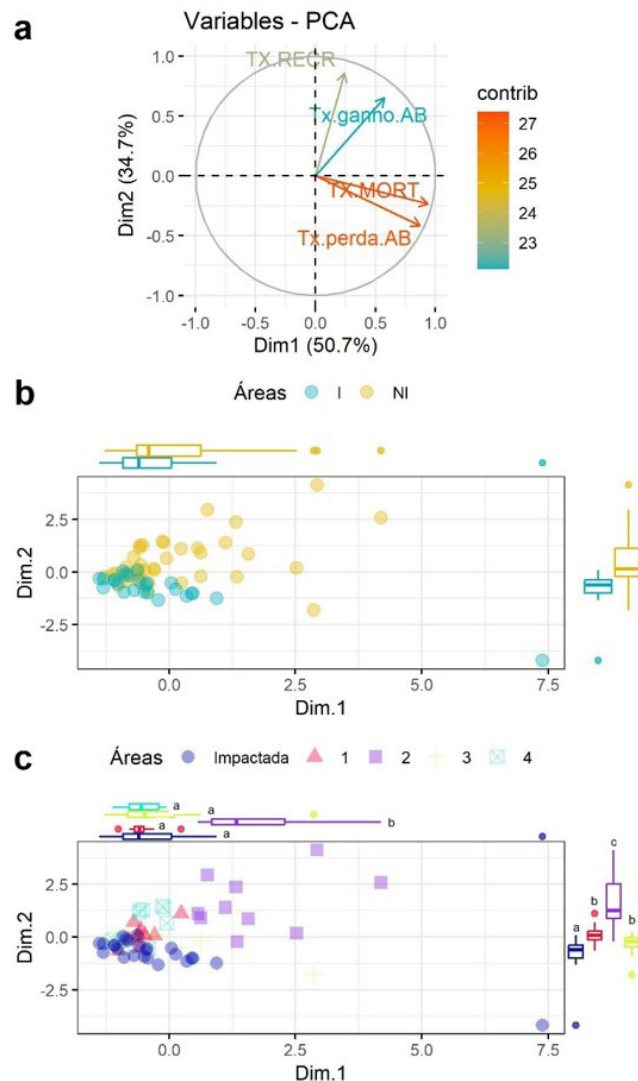 a
Variables - PCA
TX.RECR
Tx.ganho.AB
TX.MORT
Tx.perda.AB
1.0
0.5
0.0
-0.5
-1.0
Dim2 (34.7%)
-1.0 -0.5 0.0 0.5 1.0
Dim1 (50.7%)
contrib
27
26
25
24
23
b
Áreas I NI
2.5
0.0
-2.5
Dim.2
0.0 2.5 5.0 7.5
Dim.1
c
Áreas Impactada 1 2 3 4
a
a
b
a
2.5
0.0
-2.5
Dim.2
0.0 2.5 5.0 7.5
Dim.1
c
b
a
b